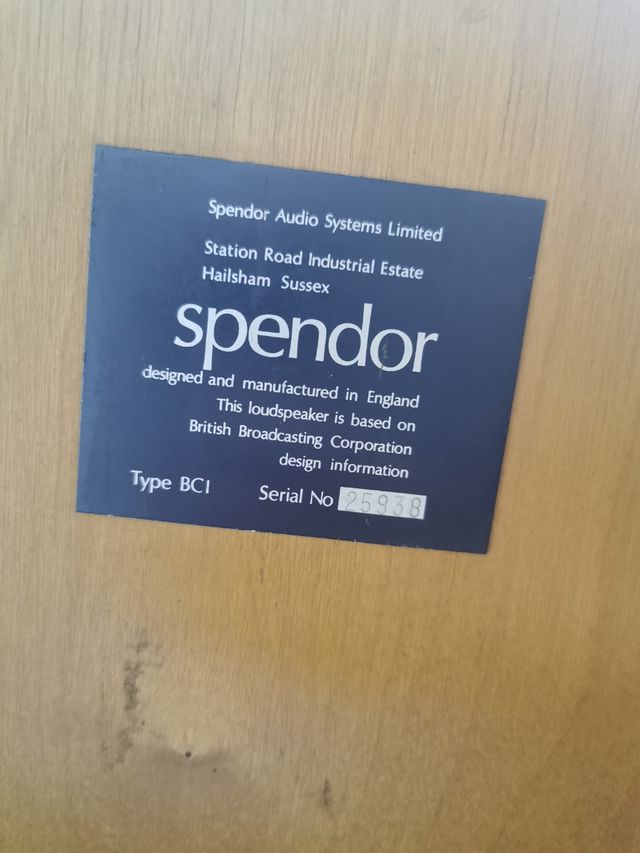 Spendor Audio Systems Limited
Station Road Industrial Estate
Hailsham Sussex
spendor
designed and manufactured in England
This loudspeaker is based on
British Broadcasting Corporation
design information
Type BC1 Serial No 25938